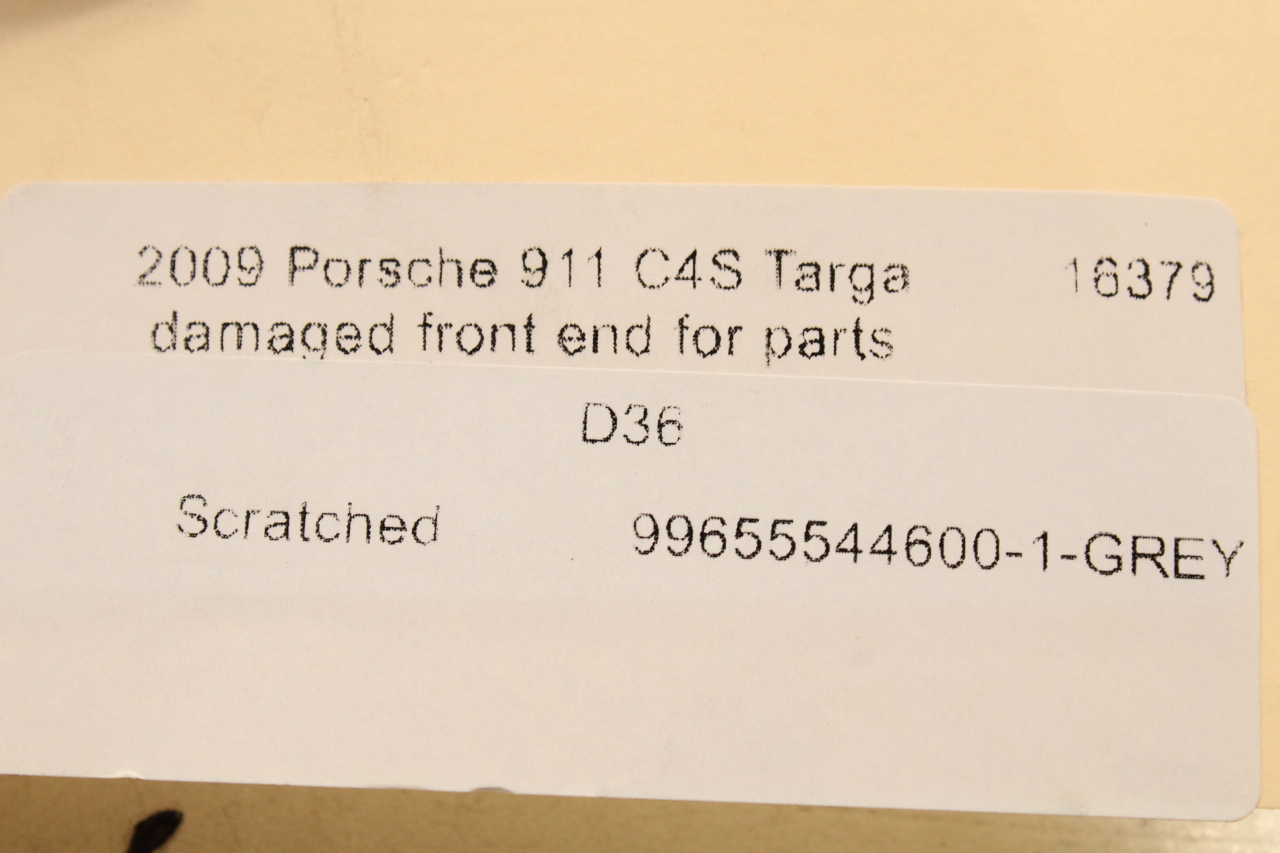 2009 Porsche 911 C4S Targa 16379
damaged front end for parts
D36
Scratched 99655544600-1-GREY